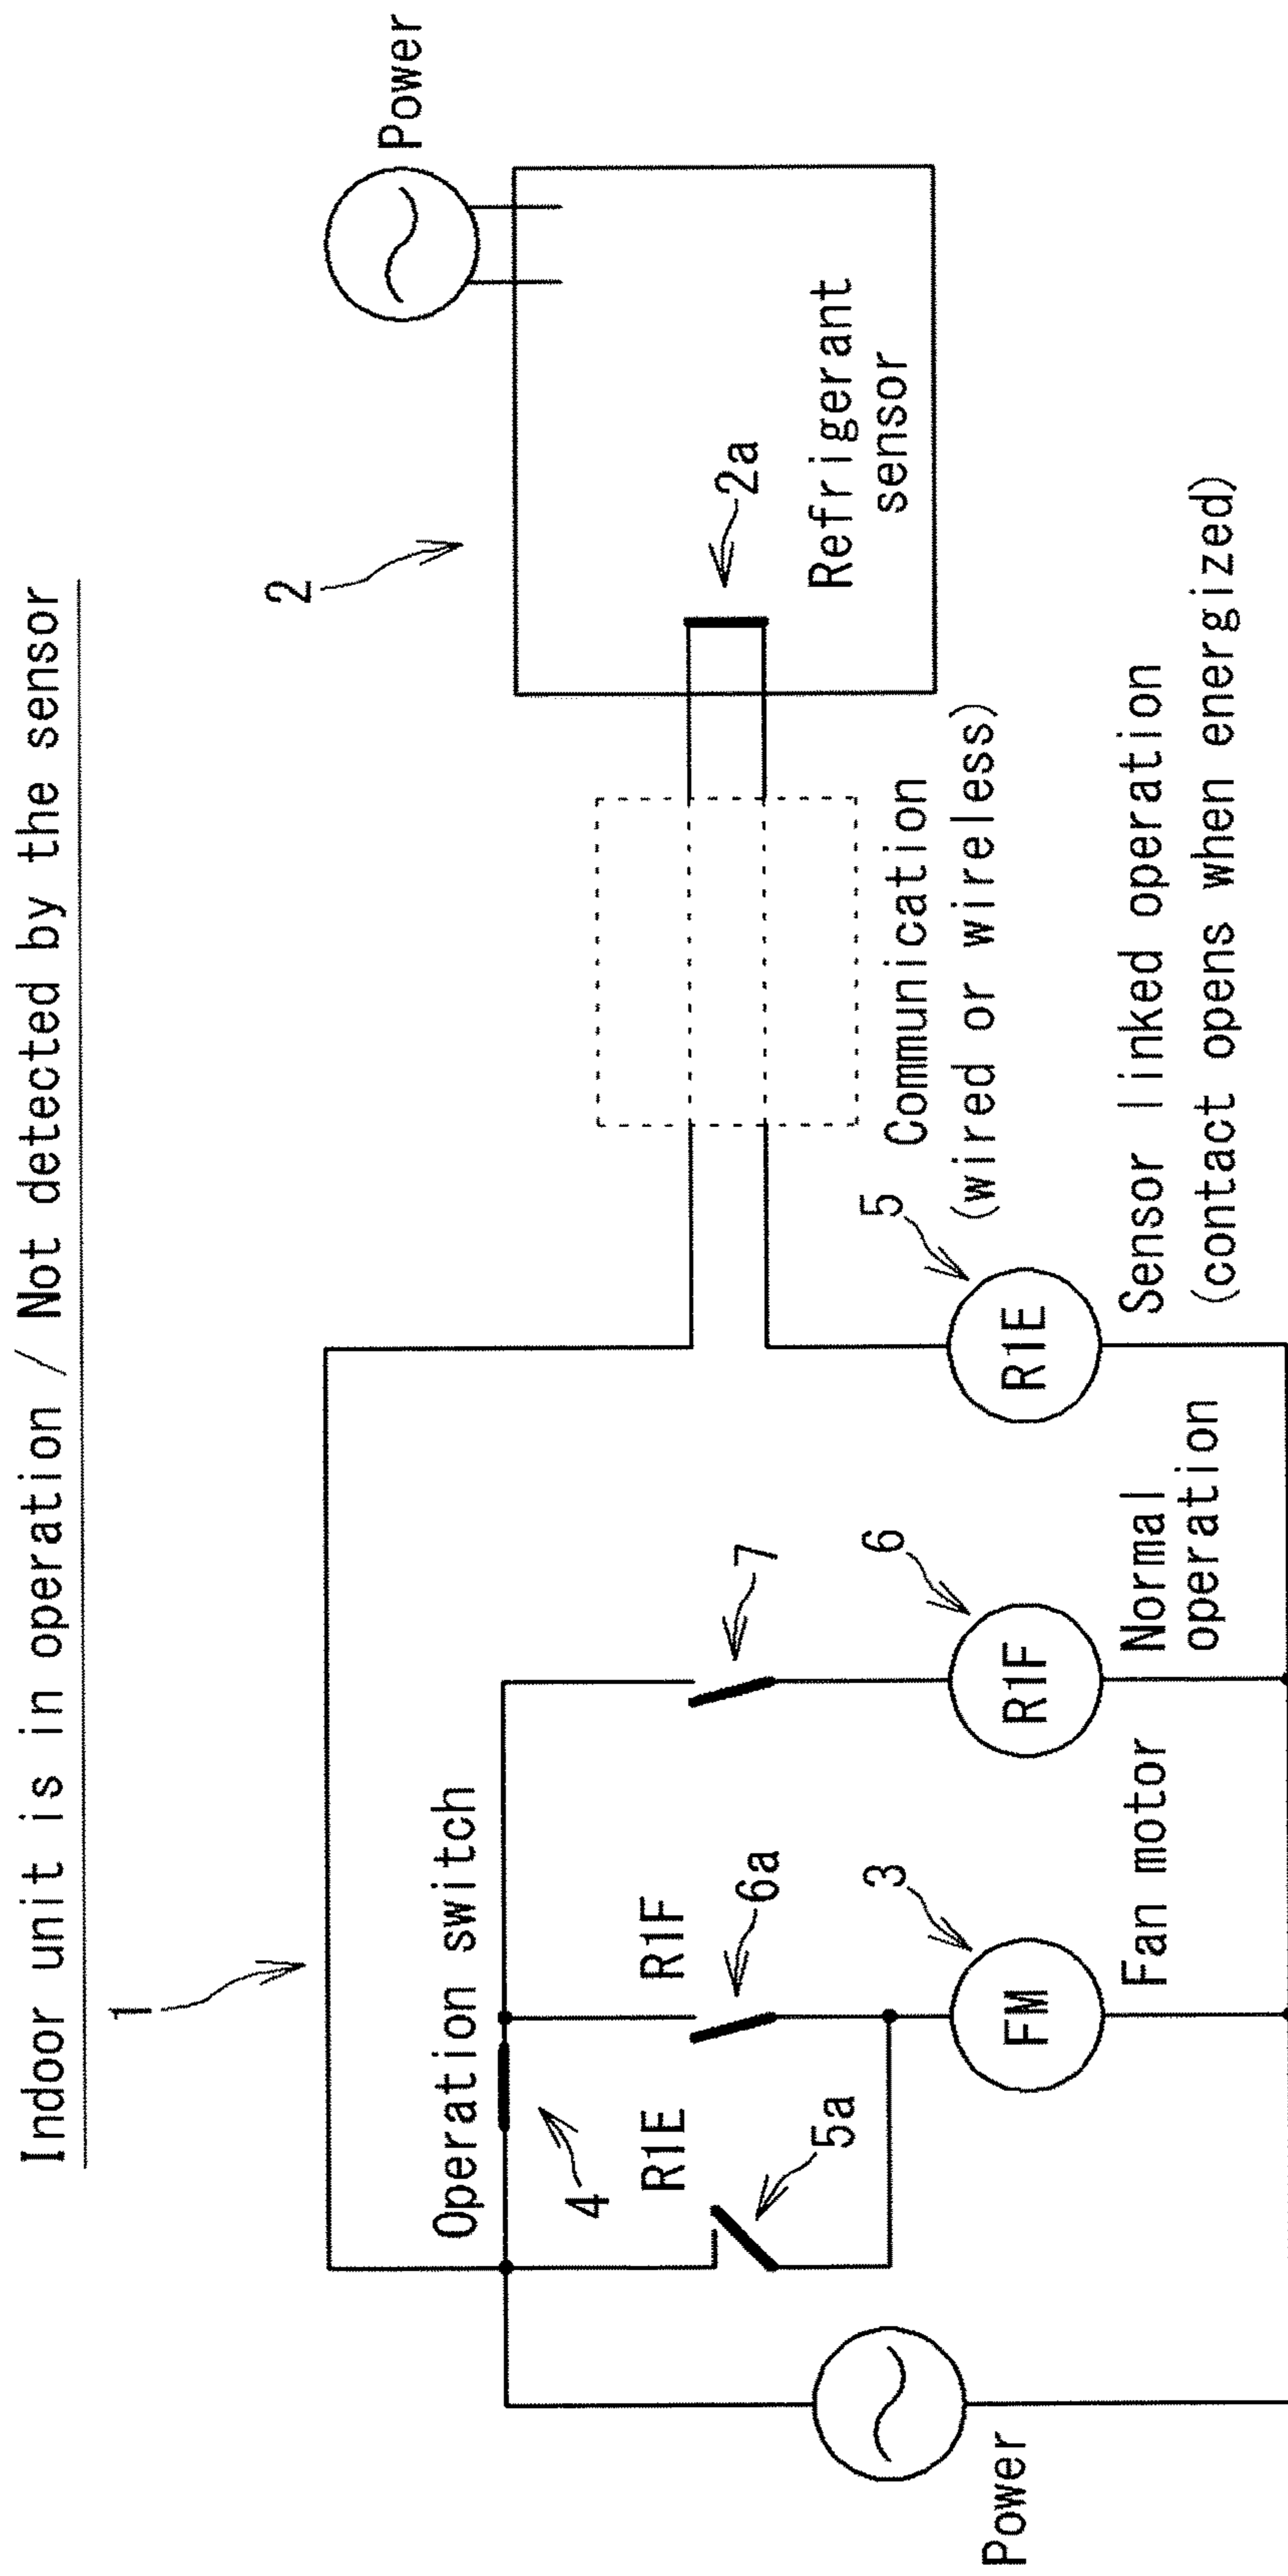 Indoor unit is in operation / Not detected by the sensor
1
2
Power
Operation switch
4
R1E
R1F
5a
6a
7
2a
Refrigerant
sensor
Communication
(wired or wireless)
3
6
5
FM
R1F
R1E
Power
Fan motor
Normal
operation
Sensor linked operation
(contact opens when energized)